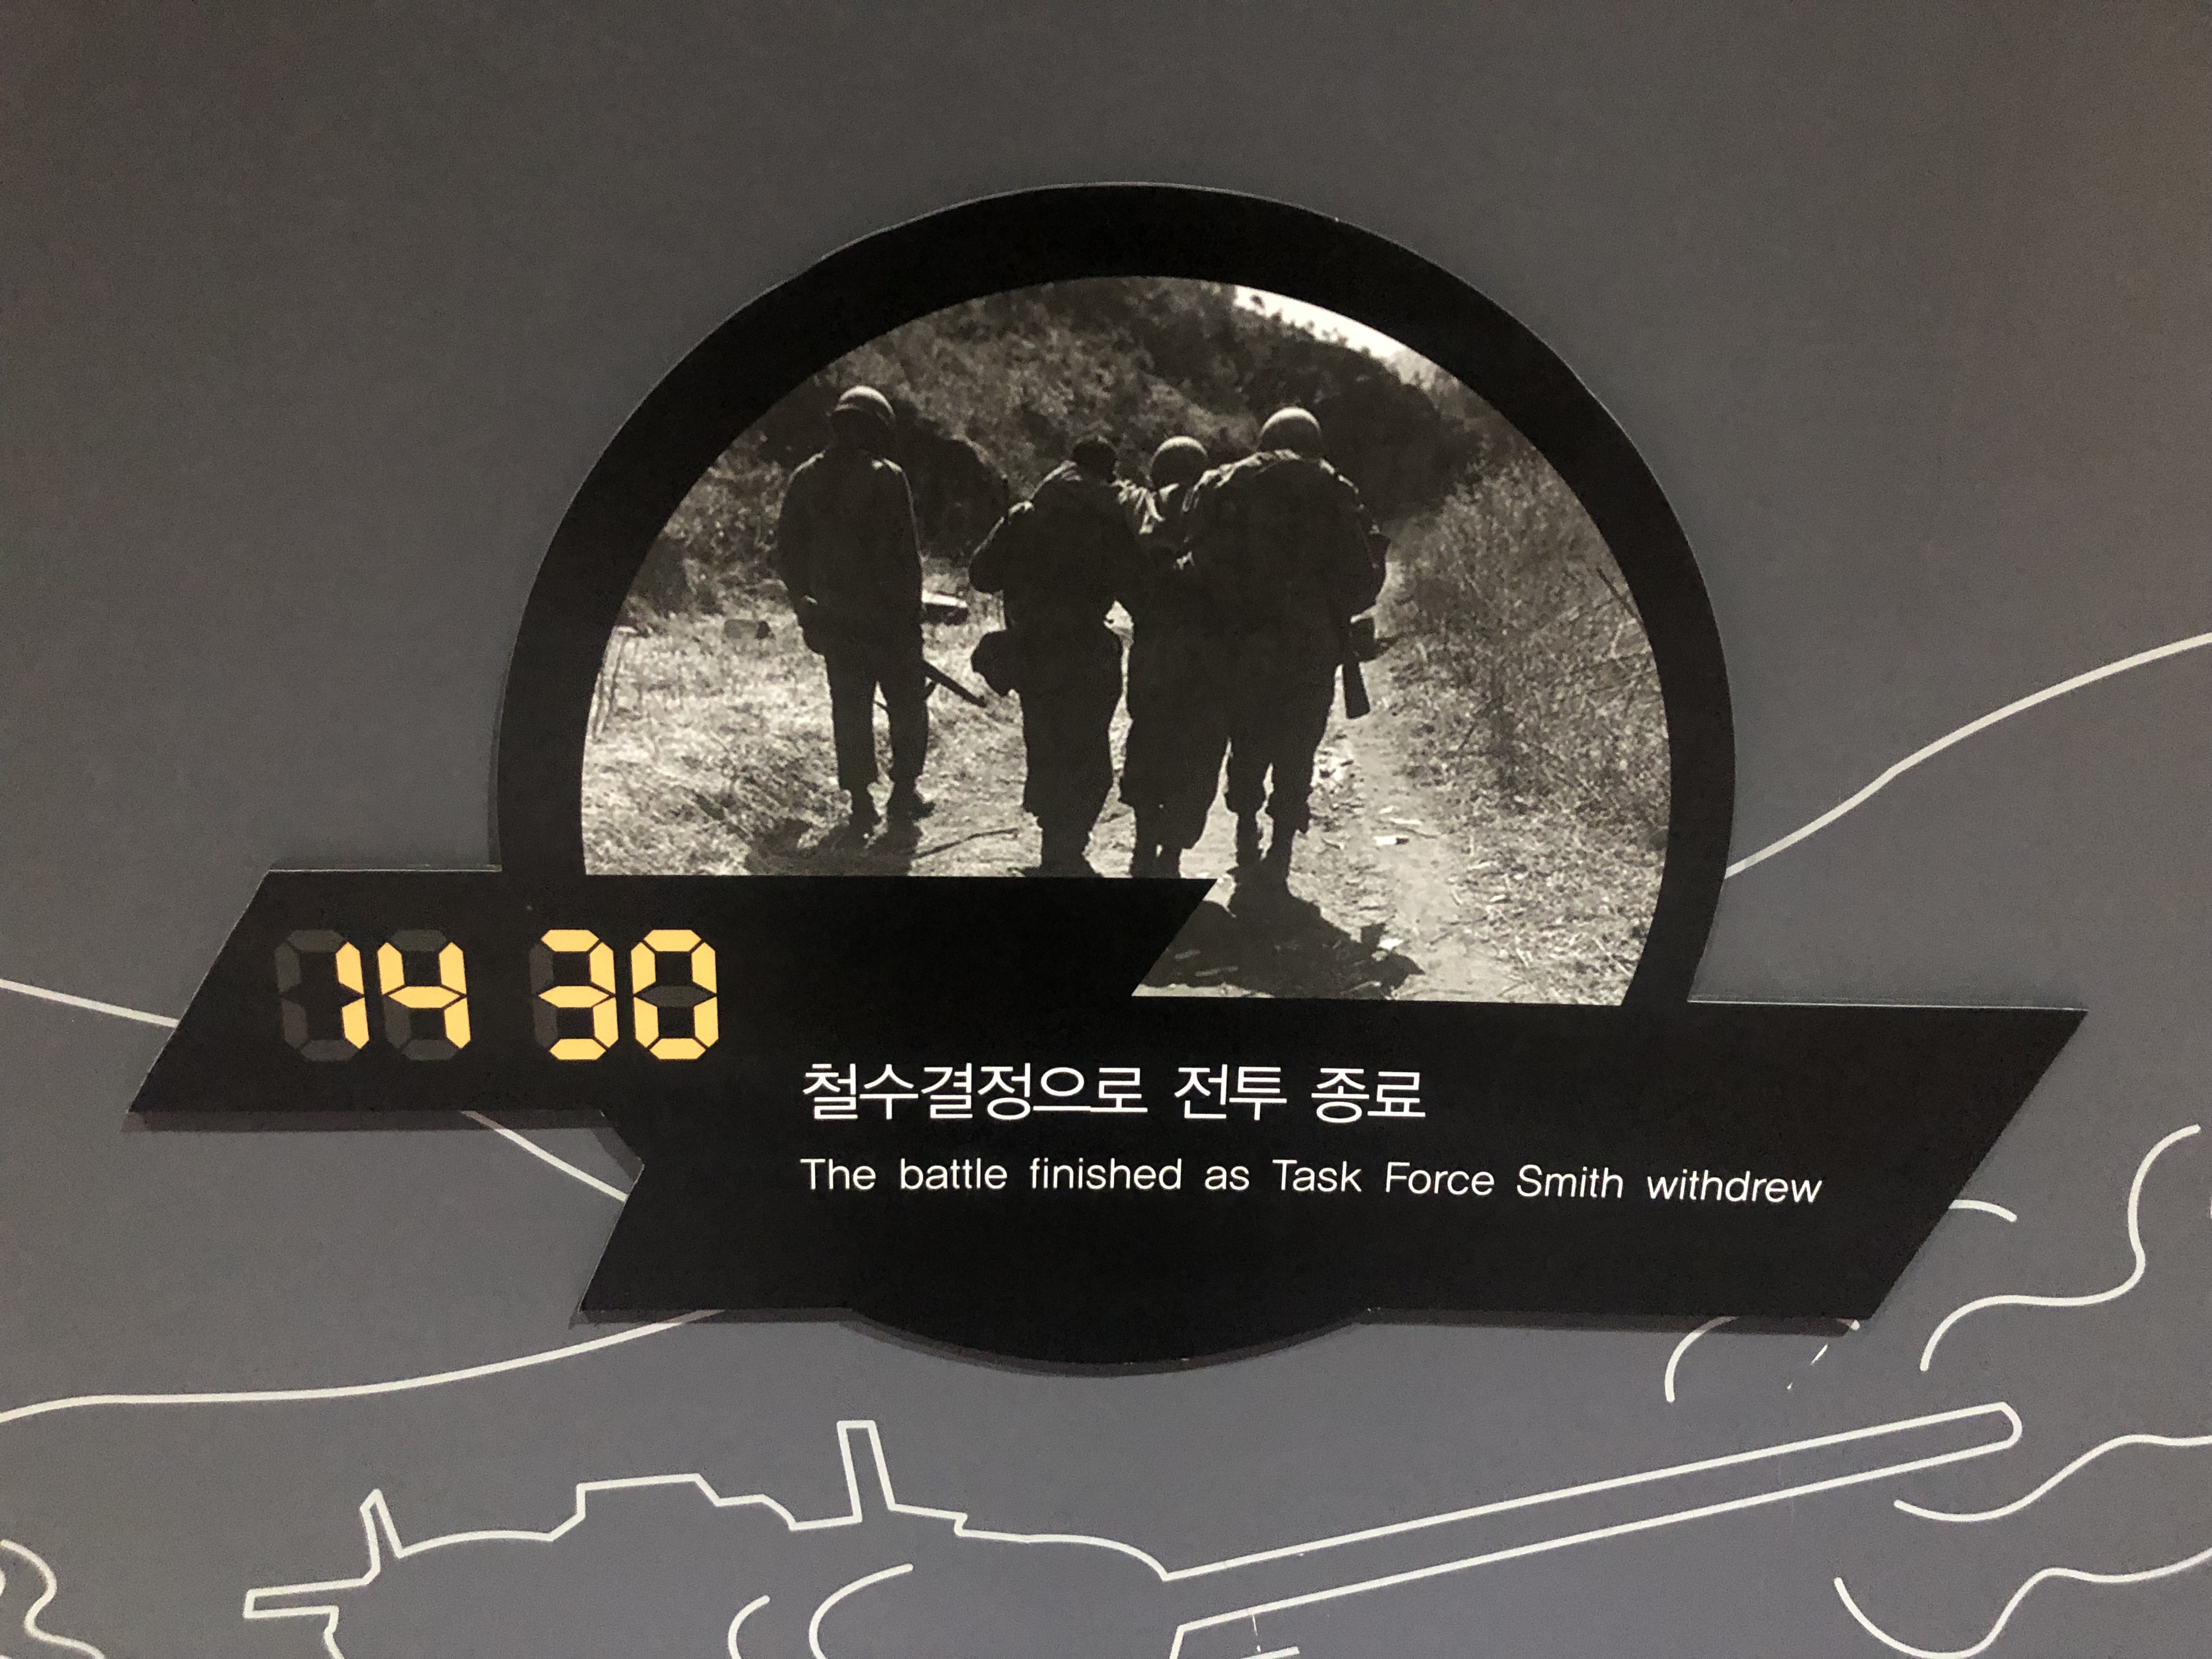 14 30
철수결정으로 전투 종료
The battle finished as Task Force Smith withdrew